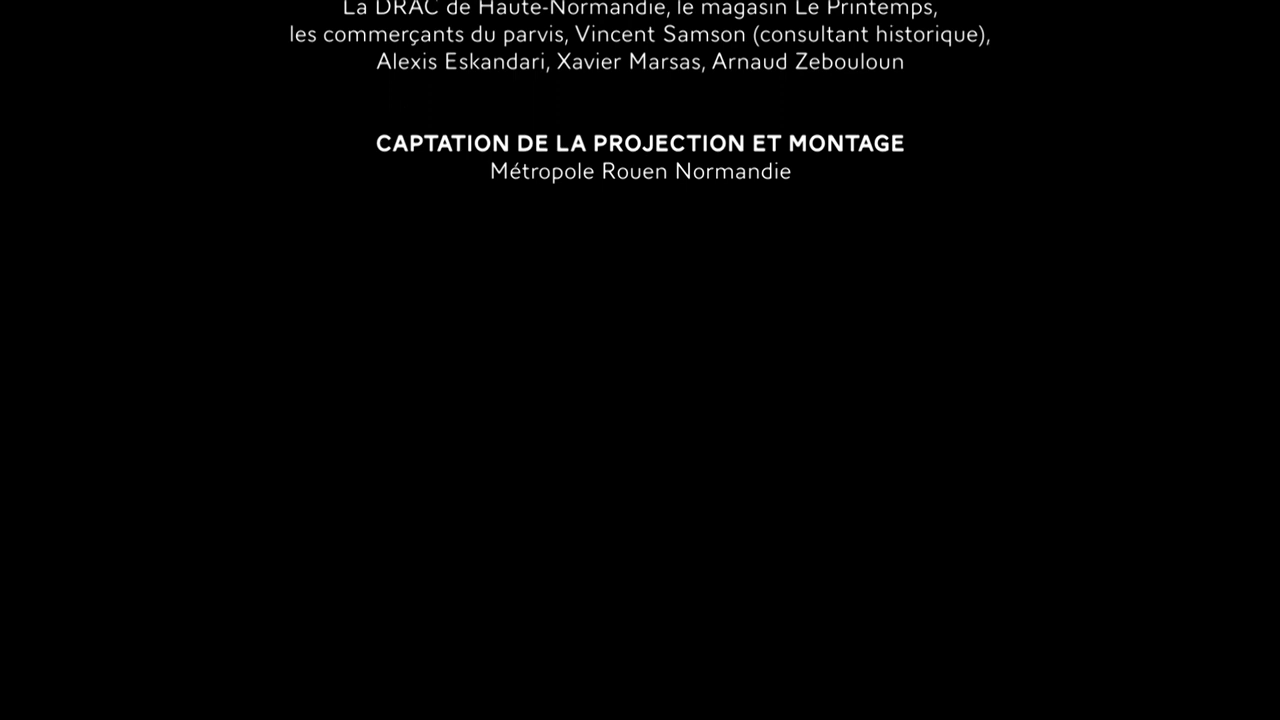 La DRAC de Haute-Normandie, le magasin Le Printemps,
les commerçants du parvis, Vincent Samson (consultant historique),
Alexis Eskandari, Xavier Marsas, Arnaud Zebouloun
CAPTATION DE LA PROJECTION ET MONTAGE
Métropole Rouen Normandie